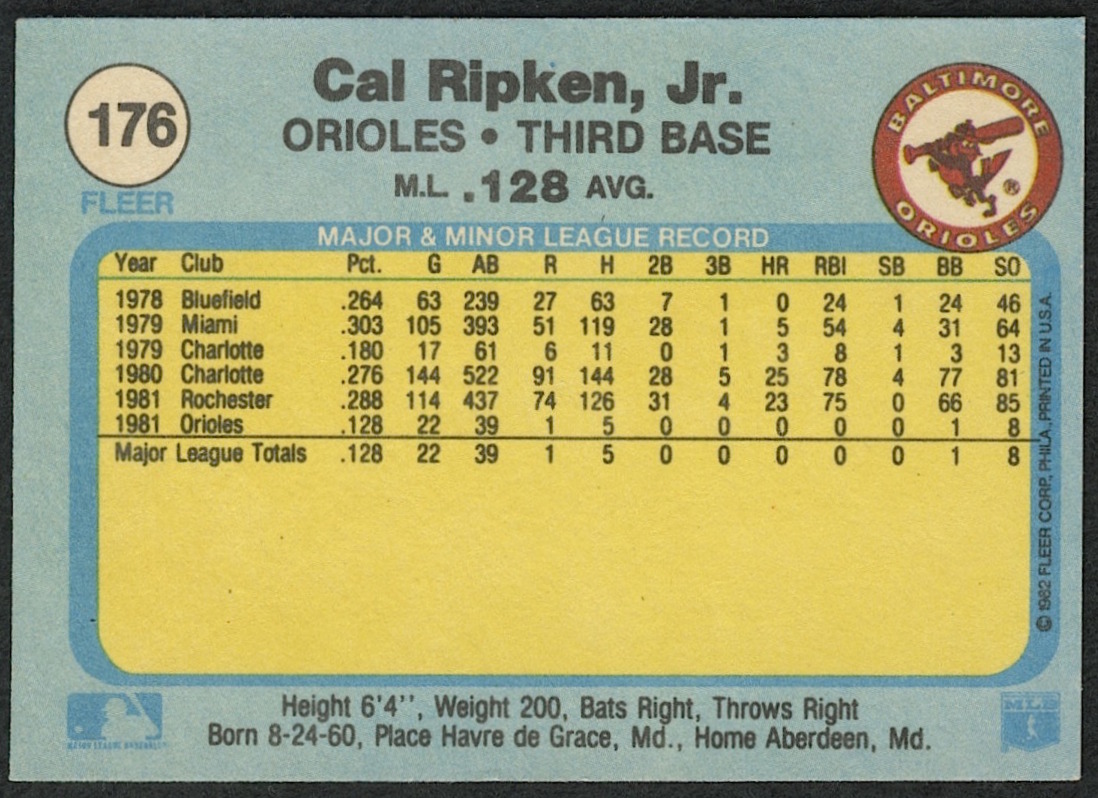 176
FLEER
Cal Ripken, Jr.
ORIOLES • THIRD BASE
M.L .128 AVG.
BALTIMORE
ORIOLES
®
MAJOR & MINOR LEAGUE RECORD
Year Club Pct. G AB R H 2B 3B HR RBI SB BB SO
1978 Bluefield .264 63 239 27 63 7 1 0 24 1 24 46
1979 Miami .303 105 393 51 119 28 1 5 54 4 31 64
1979 Charlotte .180 17 61 6 11 0 1 3 8 1 3 13
1980 Charlotte .276 144 522 91 144 28 5 25 78 4 77 81
1981 Rochester .288 114 437 74 126 31 4 23 75 0 66 85
1981 Orioles .128 22 39 1 5 0 0 0 0 0 1 8
Major League Totals .128 22 39 1 5 0 0 0 0 0 1 8
© 1982 FLEER CORP., PHILA., PRINTED IN U.S.A.
Height 6'4'', Weight 200, Bats Right, Throws Right
Born 8-24-60, Place Havre de Grace, Md., Home Aberdeen, Md.
MAJOR LEAGUE BASEBALL
MLB